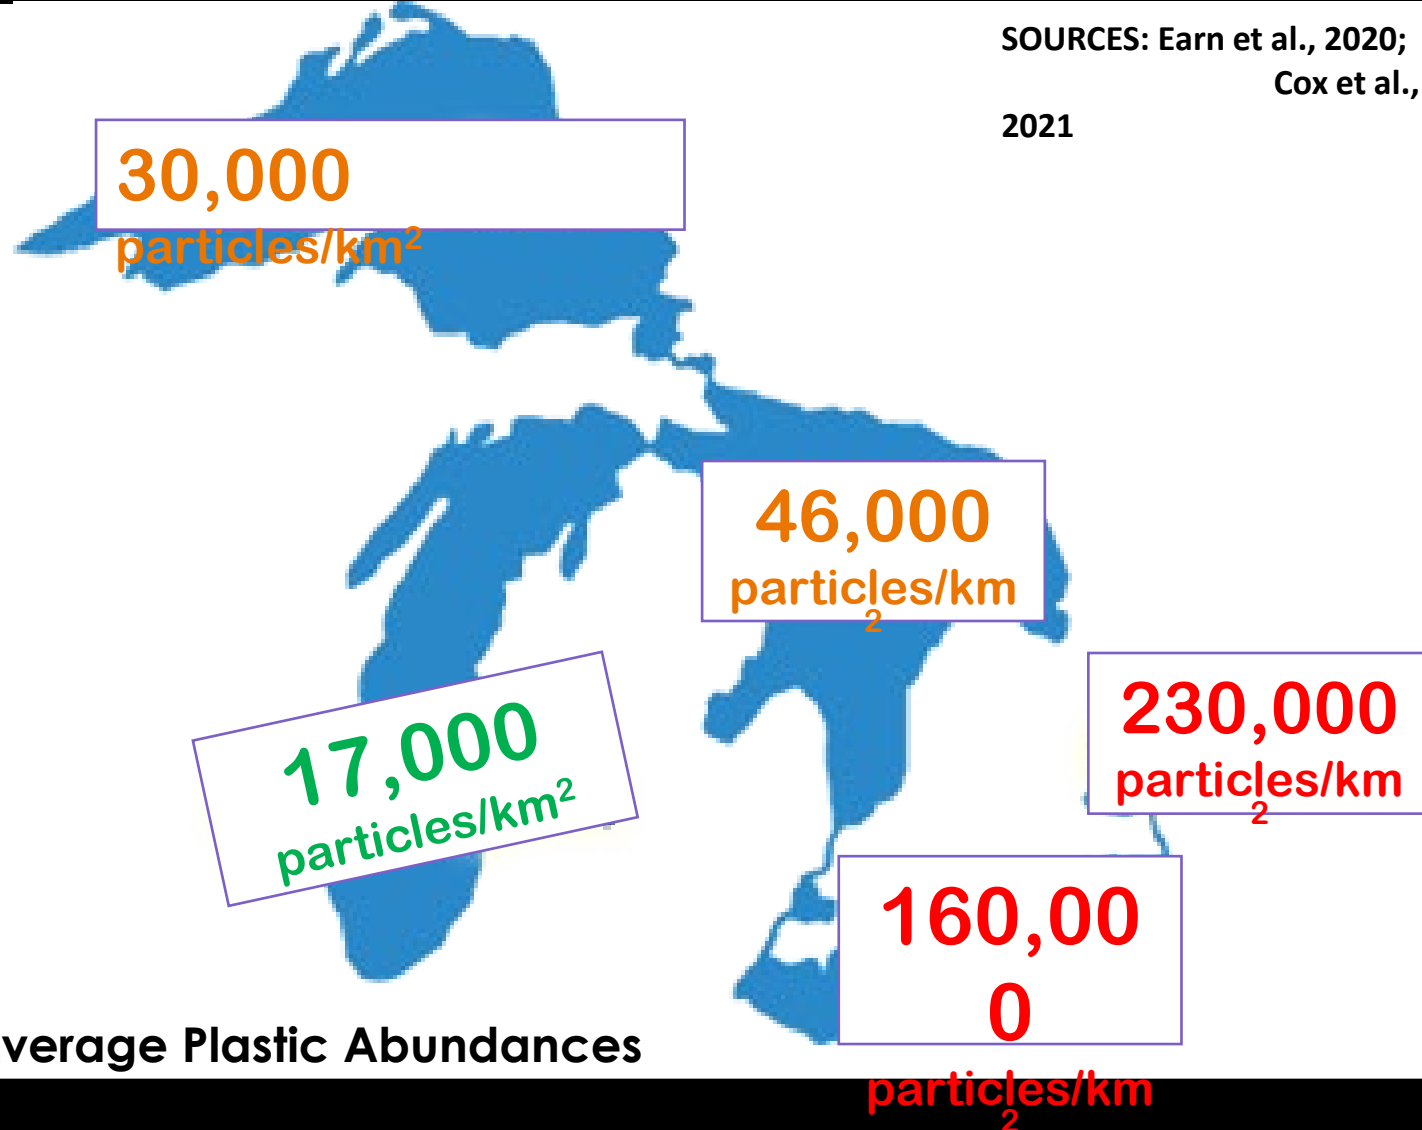 SOURCES: Earn et al., 2020;
Cox et al.,
2021
30,000
particles/km²
46,000
particles/km
2
17,000
particles/km²
230,000
particles/km
2
160,00
0
particles/km
2
verage Plastic Abundances